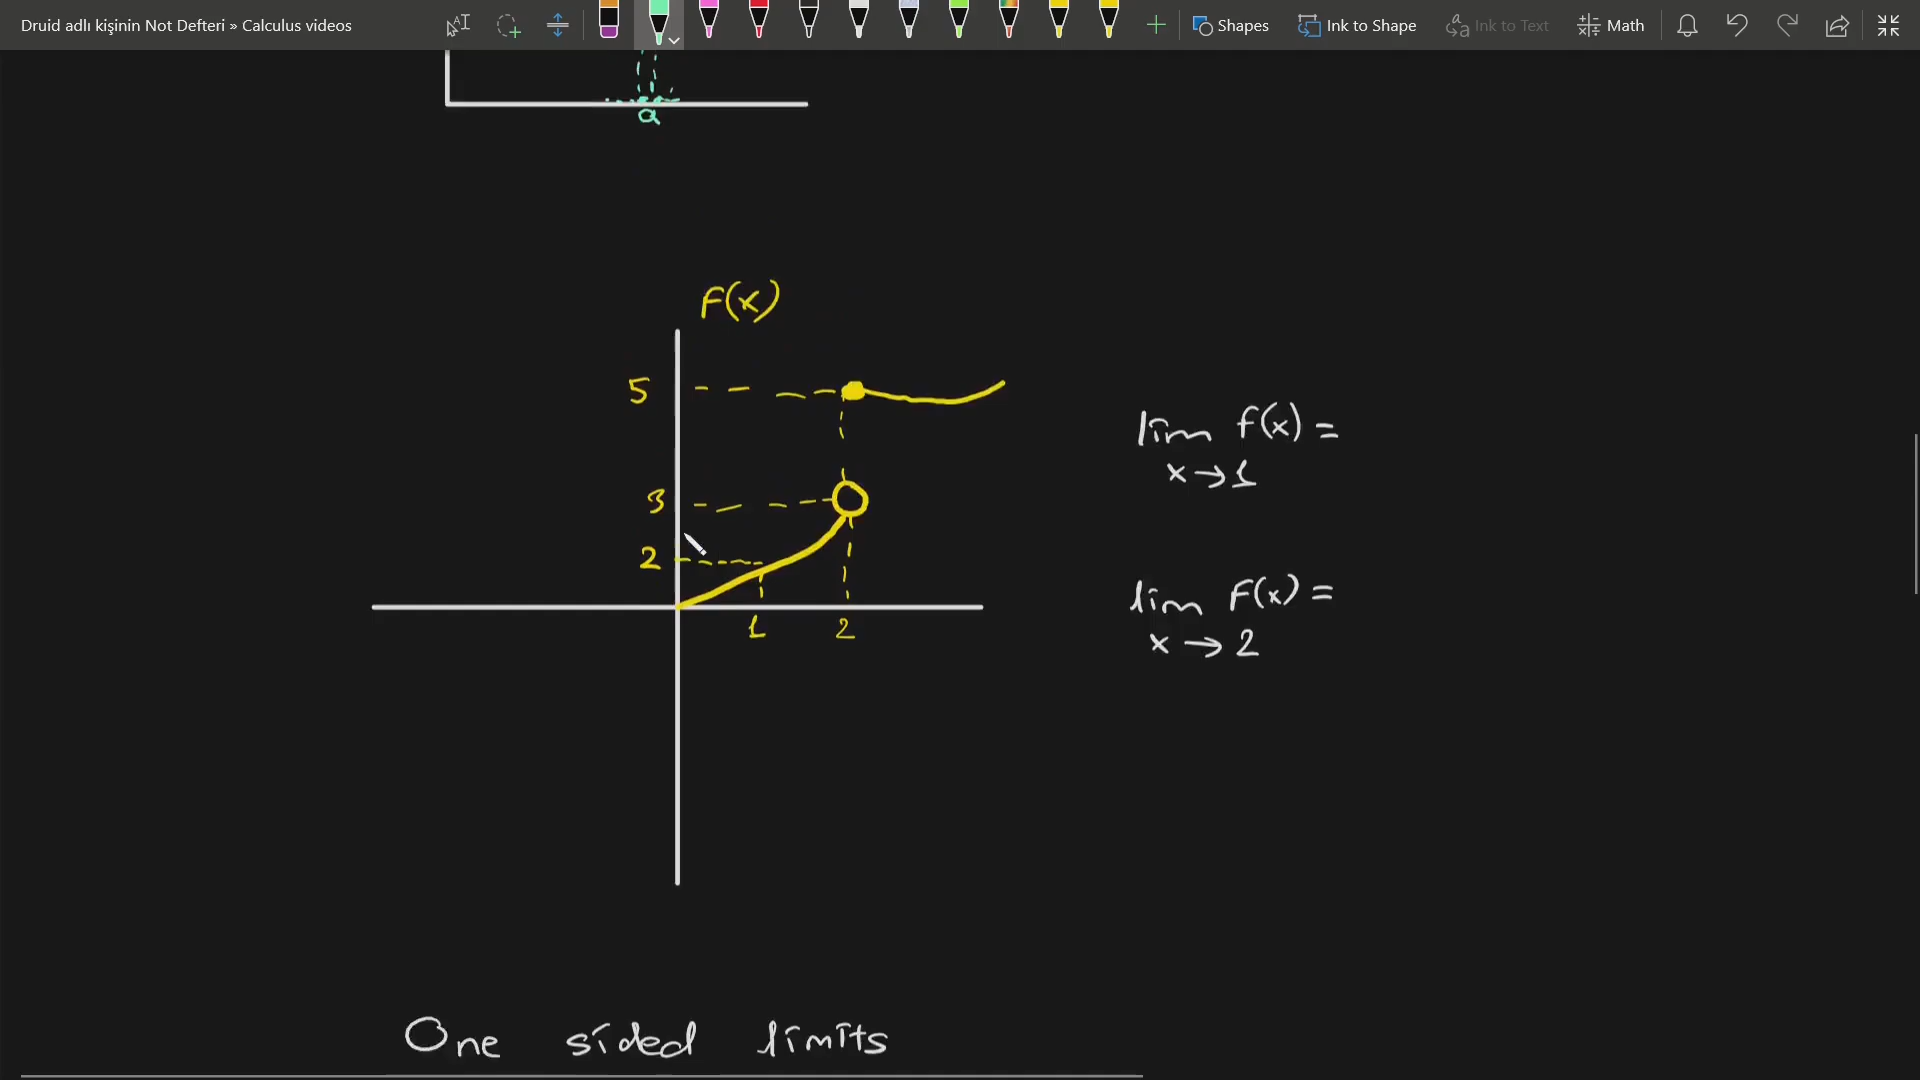 Druid adlı kişinin Not Defteri » Calculus videos
Shapes
Ink to Shape
Ink to Text
Math
a
F(x)
5
3
2
1
2
lim f(x) =
x → 1
lim F(x) =
x → 2
One sided limits